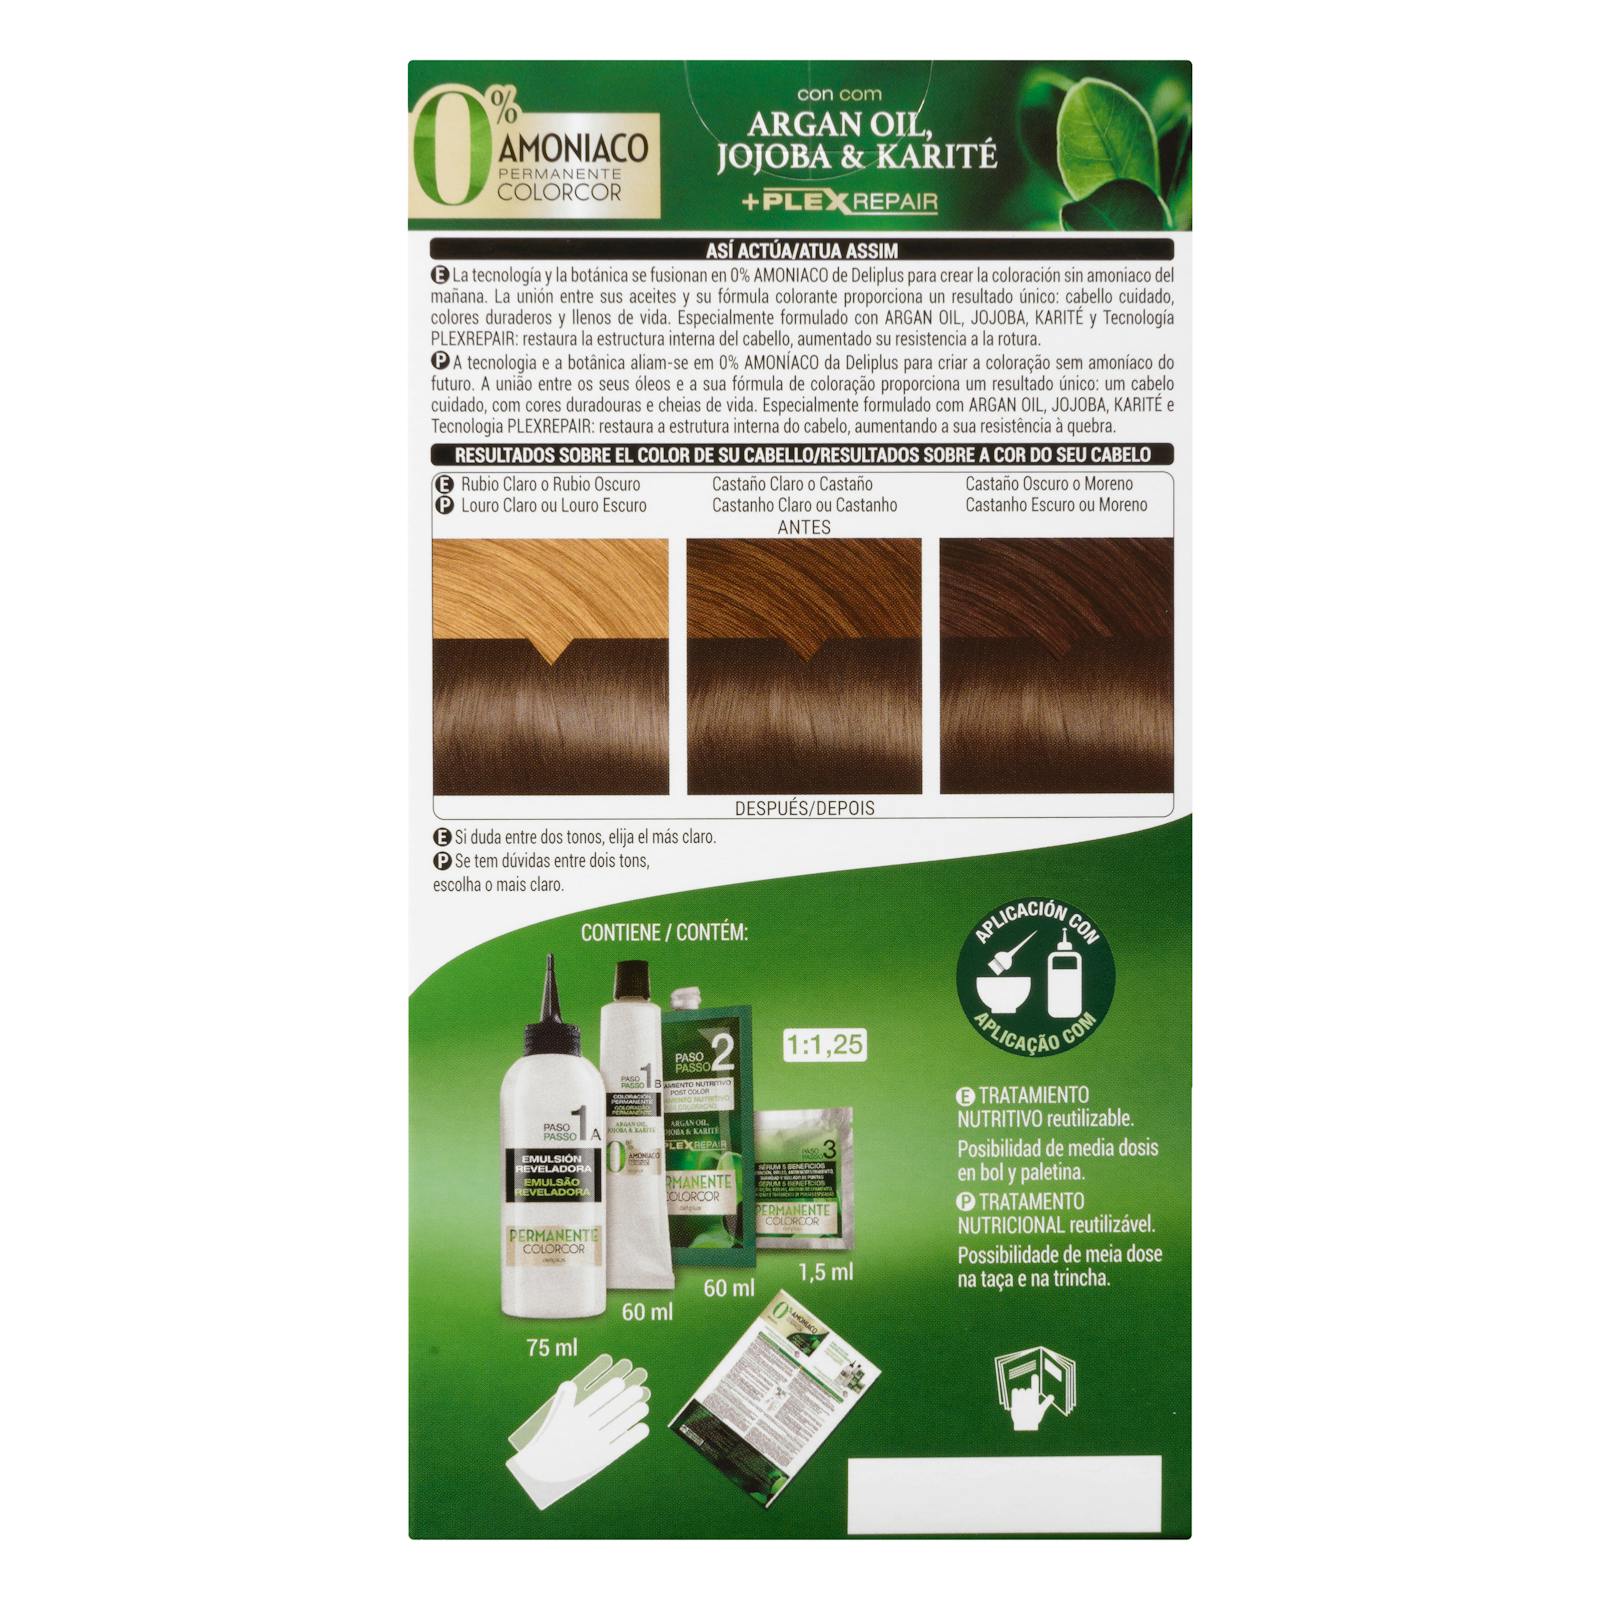 0%
AMONIACO
PERMANENTE
COLORCOR
con com
ARGAN OIL,
JOJOBA & KARITÉ
+PLEXREPAIR
ASÍ ACTÚA/ATUA ASSIM
E La tecnología y la botánica se fusionan en 0% AMONIACO de Deliplus para crear la coloración sin amoniaco del
mañana. La unión entre sus aceites y su fórmula colorante proporciona un resultado único: cabello cuidado,
colores duraderos y llenos de vida. Especialmente formulado con ARGAN OIL, JOJOBA, KARITÉ y Tecnología
PLEXREPAIR: restaura la estructura interna del cabello, aumentado su resistencia a la rotura.
P A tecnologia e a botânica aliam-se em 0% AMONÍACO da Deliplus para criar a coloração sem amoníaco do
futuro. A união entre os seus óleos e a sua fórmula de coloração proporciona um resultado único: um cabelo
cuidado, com cores duradouras e cheias de vida. Especialmente formulado com ARGAN OIL, JOJOBA, KARITÉ e
Tecnologia PLEXREPAIR: restaura a estrutura interna do cabelo, aumentando a sua resistência à quebra.
RESULTADOS SOBRE EL COLOR DE SU CABELLO/RESULTADOS SOBRE A COR DO SEU CABELO
E Rubio Claro o Rubio Oscuro
P Louro Claro ou Louro Escuro
Castaño Claro o Castaño
Castanho Claro ou Castanho
Castaño Oscuro o Moreno
Castanho Escuro ou Moreno
ANTES
DESPUÉS/DEPOIS
E Si duda entre dos tonos, elija el más claro.
P Se tem dúvidas entre dois tons,
escolha o mais claro.
CONTIENE / CONTÉM:
PASO
PASSO 1A
EMULSIÓN
REVELADORA
EMULSÃO
REVELADORA
PERMANENTE
COLORCOR
deliplus
75 ml
PASO
PASSO 1B
COLORACIÓN
PERMANENTE
COLORAÇÃO
PERMANENTE
ARGAN OIL,
JOJOBA & KARITÉ
0%
AMONIACO
60 ml
PASO
PASSO 2
AMIENTO NUTRITIVO
POST COLOR
AMENTO NUTRITIVO
COLORAÇÃO
ARGAN OIL,
JOJOBA & KARITÉ
PLEXREPAIR
RMANENTE
COLORCOR
deliplus
60 ml
1:1,25
PASO
PASSO 3
SÉRUM 5 BENEFICIOS
SÉRUM 5 BENEFÍCIOS
PERMANENTE
COLORCOR
1,5 ml
0%
AMONIACO
APLICACIÓN CON
APLICAÇÃO COM
E TRATAMIENTO
NUTRITIVO reutilizable.
Posibilidad de media dosis
en bol y paletina.
P TRATAMENTO
NUTRICIONAL reutilizável.
Possibilidade de meia dose
na taça e na trincha.